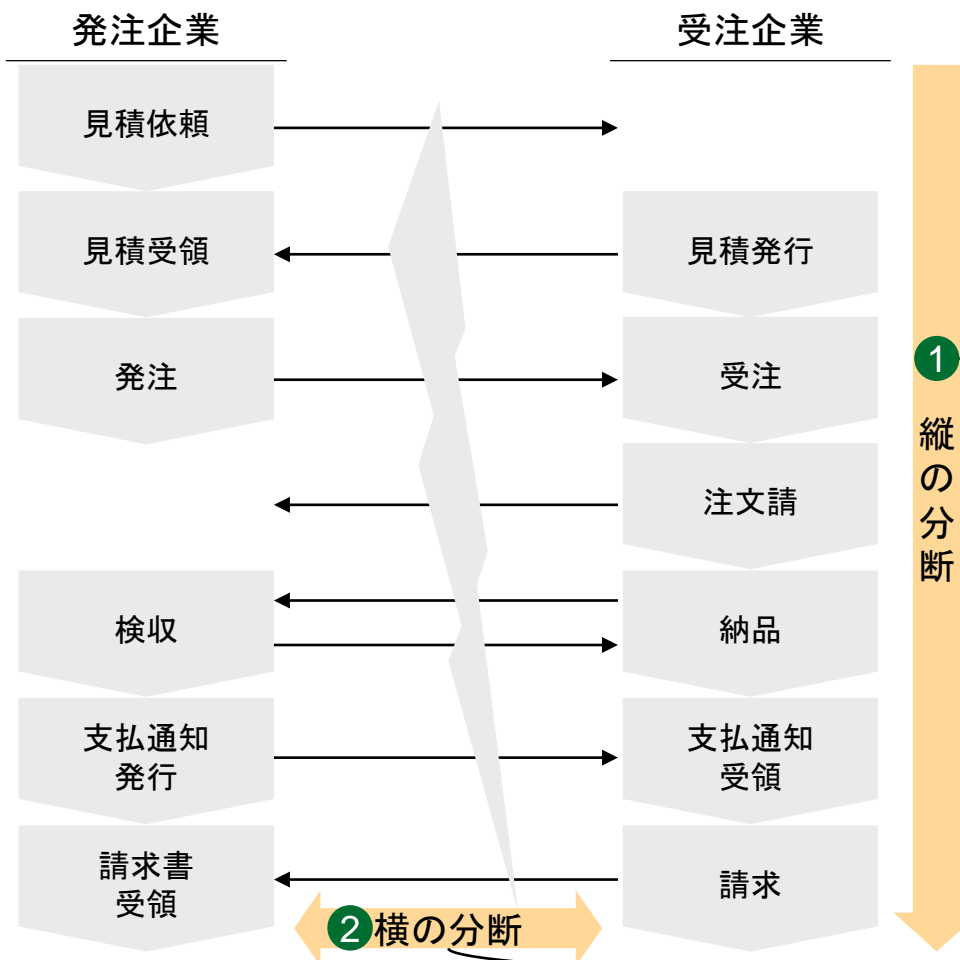 発注企業
受注企業
見積依頼
見積受領
見積発行
発注
受注
1
縦の分断
注文請
検収
納品
支払通知
発行
支払通知
受領
請求書
受領
請求
2 横の分断